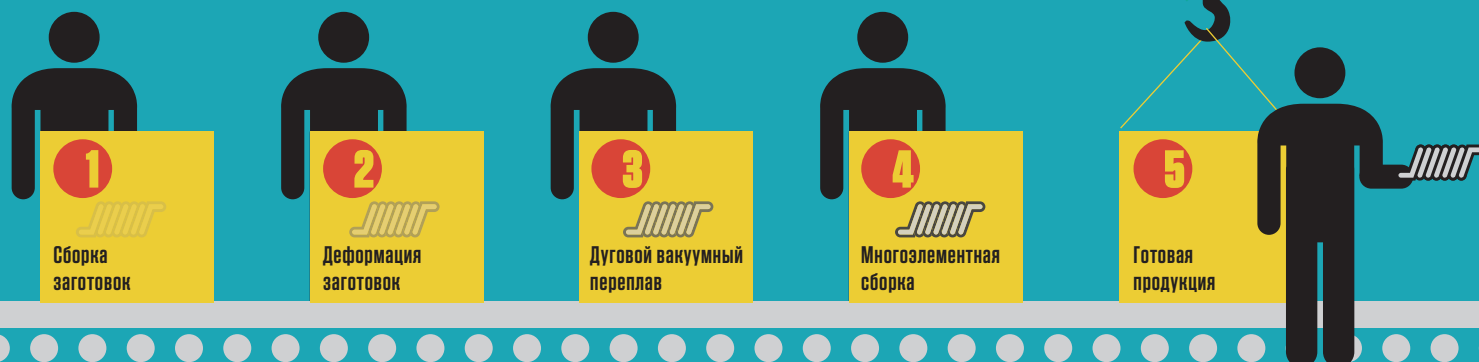 1
Сборка
заготовок
2
Деформация
заготовок
3
Дуговой вакуумный
переплав
4
Многоэлементная
сборка
5
Готовая
продукция